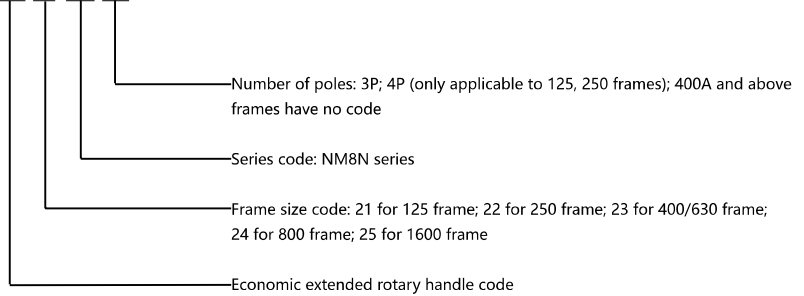 Number of poles: 3P; 4P (only applicable to 125, 250 frames); 400A and above
frames have no code
Series code: NM8N series
Frame size code: 21 for 125 frame; 22 for 250 frame; 23 for 400/630 frame;
24 for 800 frame; 25 for 1600 frame
Economic extended rotary handle code